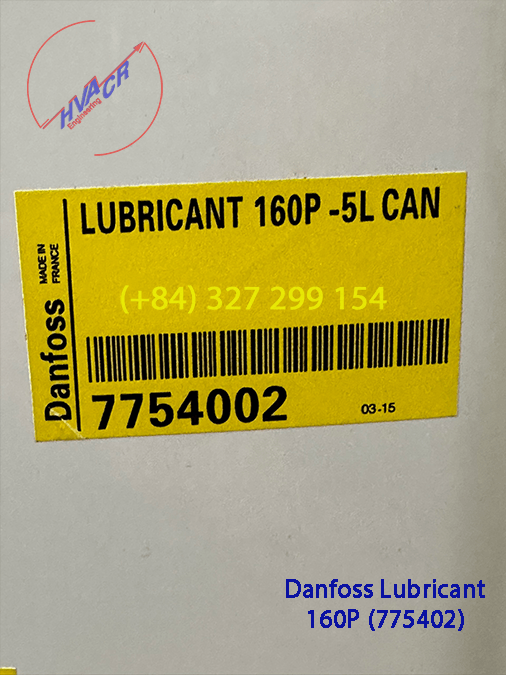 HVACR
Engineering
LUBRICANT 160P -5L CAN
MADE IN
FRANCE
Danfoss
(+84) 327 299 154
7754002
03-15
Danfoss Lubricant
160P (775402)